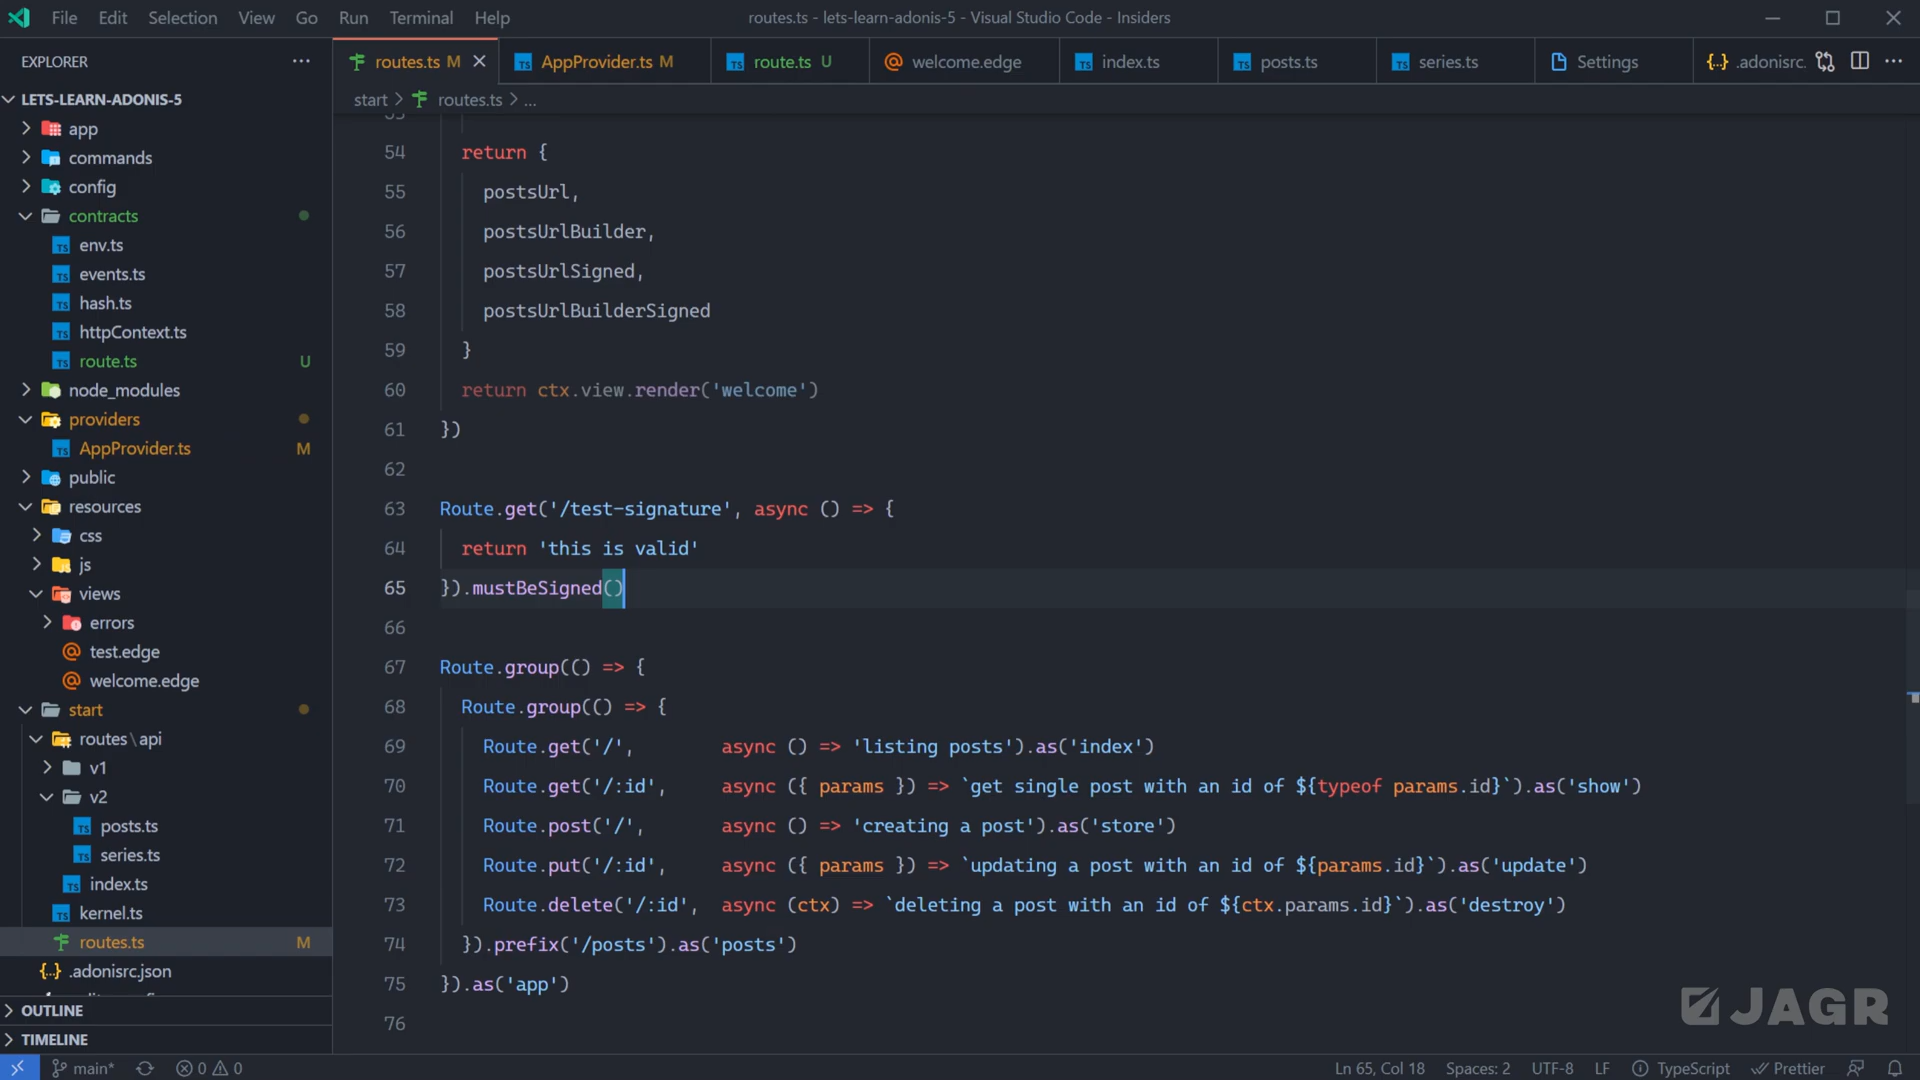 File Edit Selection View Go Run Terminal Help
routes.ts - lets-learn-adonis-5 - Visual Studio Code - Insiders
EXPLORER
routes.ts M
AppProvider.ts M
route.ts U
welcome.edge
index.ts
posts.ts
series.ts
Settings
.adonisrc.
start > routes.ts > ...
LETS-LEARN-ADONIS-5
app
commands
config
contracts
env.ts
events.ts
hash.ts
httpContext.ts
route.ts U
node_modules
providers
AppProvider.ts M
public
resources
css
js
views
errors
test.edge
welcome.edge
start
routes\api
v1
v2
posts.ts
series.ts
index.ts
kernel.ts
routes.ts M
.adonisrc.json
OUTLINE
TIMELINE
53
54 return {
55 postsUrl,
56 postsUrlBuilder,
57 postsUrlSigned,
58 postsUrlBuilderSigned
59 }
60 return ctx.view.render('welcome')
61 })
62
63 Route.get('/test-signature', async () => {
64 return 'this is valid'
65 }).mustBeSigned()
66
67 Route.group(() => {
68 Route.group(() => {
69 Route.get('/', async () => 'listing posts').as('index')
70 Route.get('/:id', async ({ params }) => `get single post with an id of ${typeof params.id}`).as('show')
71 Route.post('/', async () => 'creating a post').as('store')
72 Route.put('/:id', async ({ params }) => `updating a post with an id of ${params.id}`).as('update')
73 Route.delete('/:id', async (ctx) => `deleting a post with an id of ${ctx.params.id}`).as('destroy')
74 }).prefix('/posts').as('posts')
75 }).as('app')
76
JAGR
main* 0 0
Ln 65, Col 18 Spaces: 2 UTF-8 LF TypeScript Prettier